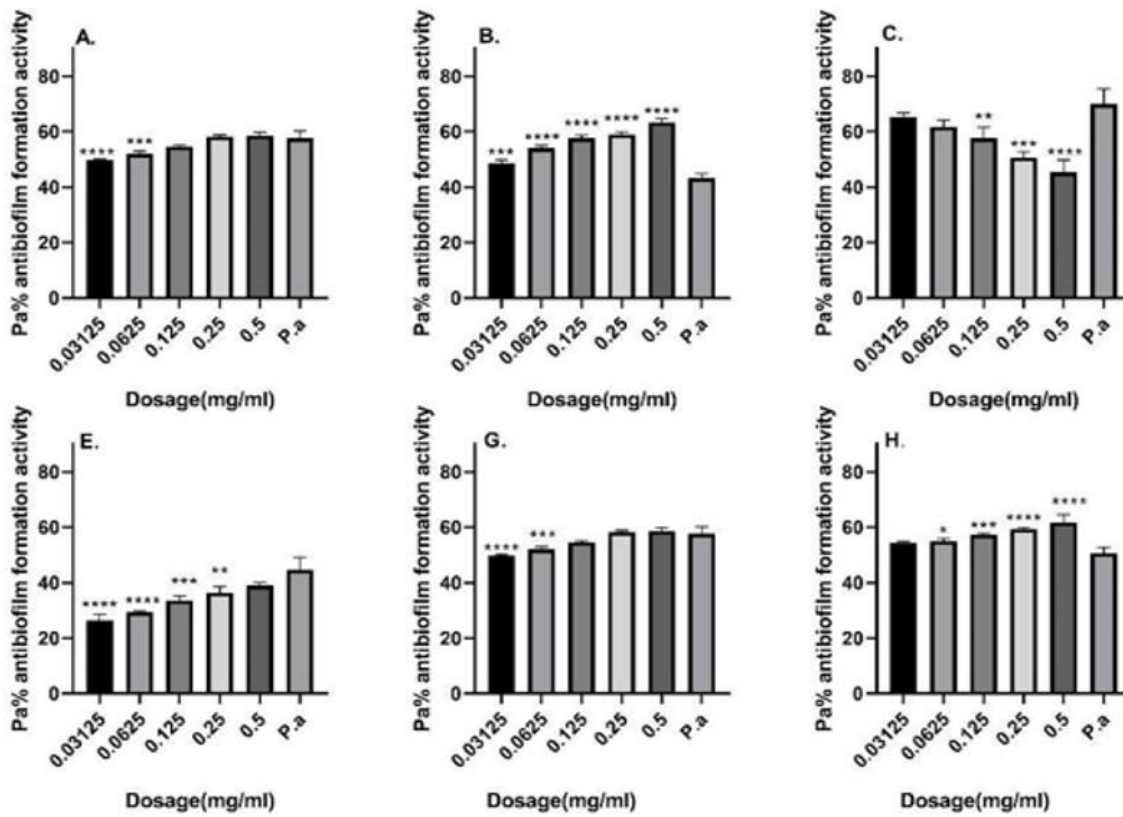 A.
Pa% antibiofilm formation activity
80
60
40
20
0
**** ***
0.03125 0.0625 0.125 0.25 0.5 P.a
Dosage(mg/ml)
B.
Pa% antibiofilm formation activity
80
60
40
20
0
*** **** **** **** ****
0.03125 0.0625 0.125 0.25 0.5 P.a
Dosage(mg/ml)
C.
Pa% antibiofilm formation activity
80
60
40
20
0
** *** ****
0.03125 0.0625 0.125 0.25 0.5 P.a
Dosage(mg/ml)
E.
Pa% antibiofilm formation activity
80
60
40
20
0
**** **** *** **
0.03125 0.0625 0.125 0.25 0.5 P.a
Dosage(mg/ml)
G.
Pa% antibiofilm formation activity
80
60
40
20
0
**** ***
0.03125 0.0625 0.125 0.25 0.5 P.a
Dosage(mg/ml)
H.
Pa% antibiofilm formation activity
80
60
40
20
0
* *** **** ****
0.03125 0.0625 0.125 0.25 0.5 P.a
Dosage(mg/ml)